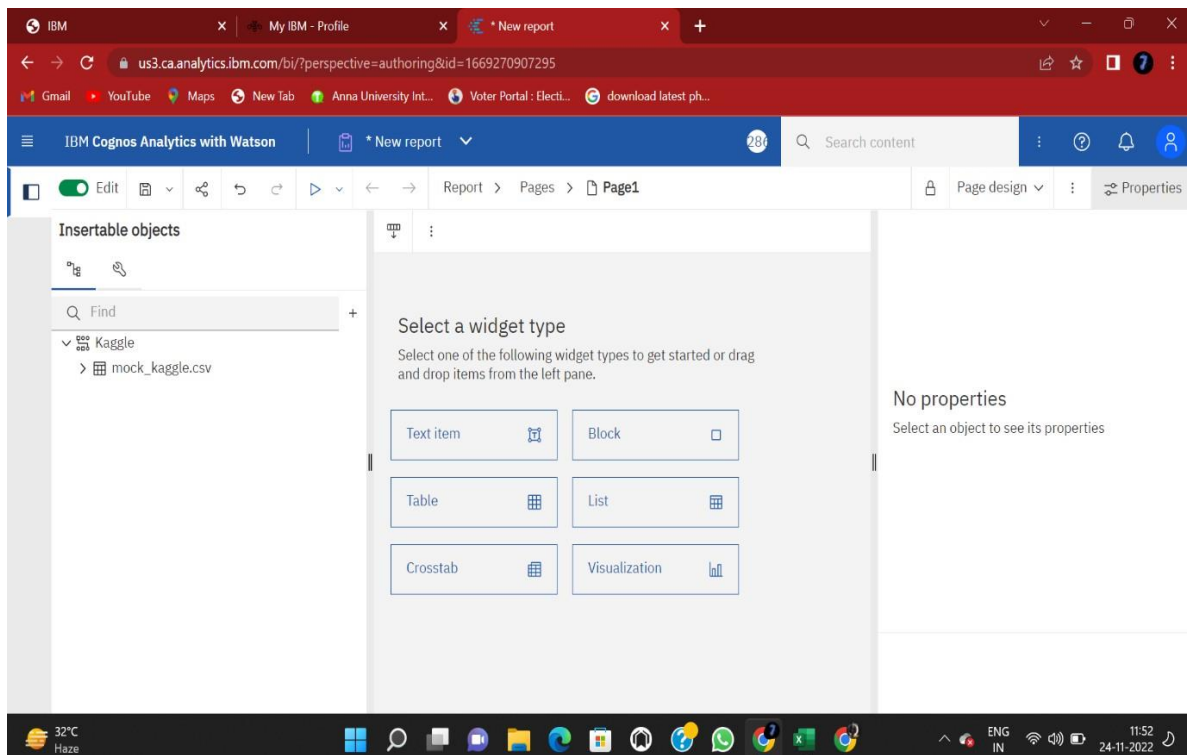 IBM
My IBM - Profile
* New report
us3.ca.analytics.ibm.com/bi/?perspective=authoring&id=1669270907295
Gmail YouTube Maps New Tab Anna University Int... Voter Portal : Electi... download latest ph...
IBM Cognos Analytics with Watson
* New report
286
Search content
Edit
Report > Pages > Page1
Page design
Properties
Insertable objects
Find
Kaggle
mock_kaggle.csv
Select a widget type
Select one of the following widget types to get started or drag
and drop items from the left pane.
Text item
Block
Table
List
Crosstab
Visualization
No properties
Select an object to see its properties
32°C
Haze
ENG
IN
11:52
24-11-2022